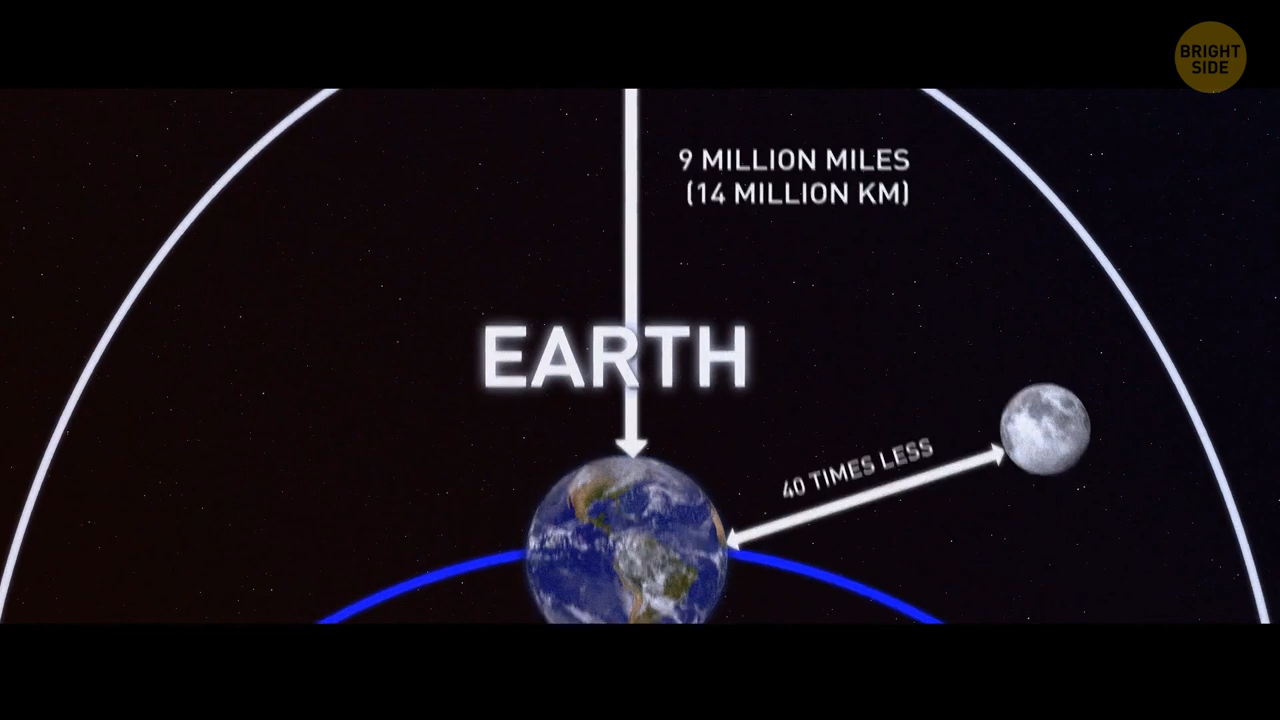 BRIGHT
SIDE
9 MILLION MILES
(14 MILLION KM)
EARTH
40 TIMES LESS